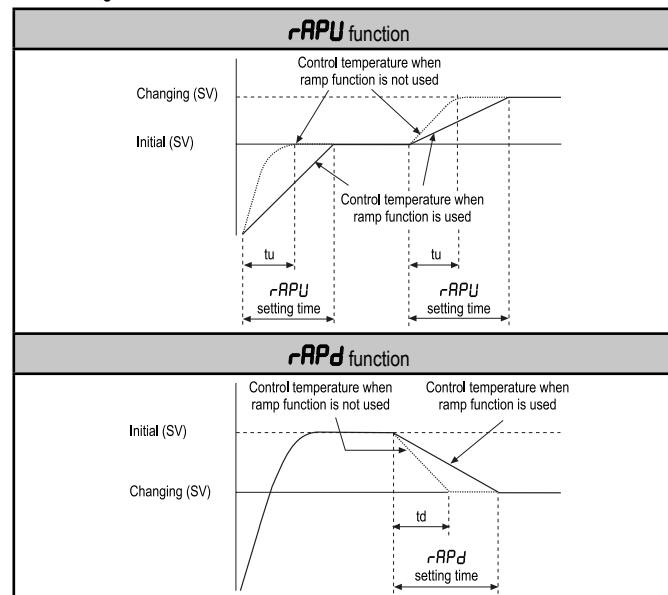 rAPU function
Control temperature when
ramp function is not used
Changing (SV)
Initial (SV)
Control temperature when
ramp function is used
tu
tu
rAPU
setting time
rAPU
setting time
rAPd function
Control temperature when
ramp function is not used
Control temperature when
ramp function is used
Initial (SV)
Changing (SV)
td
rAPd
setting time